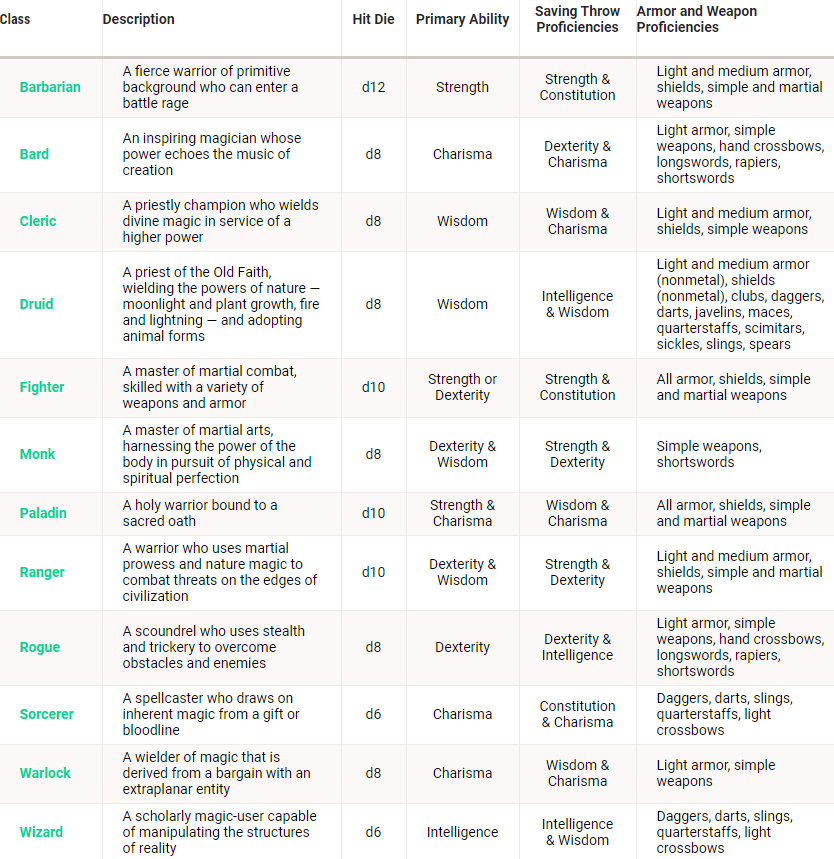 Class
Description
Hit Die
Primary Ability
Saving Throw
Proficiencies
Armor and Weapon
Proficiencies
Barbarian
A fierce warrior of primitive
background who can enter a
battle rage
d12
Strength
Strength &
Constitution
Light and medium armor,
shields, simple and martial
weapons
Bard
An inspiring magician whose
power echoes the music of
creation
d8
Charisma
Dexterity &
Charisma
Light armor, simple
weapons, hand crossbows,
longswords, rapiers,
shortswords
Cleric
A priestly champion who wields
divine magic in service of a
higher power
d8
Wisdom
Wisdom &
Charisma
Light and medium armor,
shields, simple weapons
Druid
A priest of the Old Faith,
wielding the powers of nature —
moonlight and plant growth, fire
and lightning — and adopting
animal forms
d8
Wisdom
Intelligence
& Wisdom
Light and medium armor
(nonmetal), shields
(nonmetal), clubs, daggers,
darts, javelins, maces,
quarterstaffs, scimitars,
sickles, slings, spears
Fighter
A master of martial combat,
skilled with a variety of
weapons and armor
d10
Strength or
Dexterity
Strength &
Constitution
All armor, shields, simple
and martial weapons
Monk
A master of martial arts,
harnessing the power of the
body in pursuit of physical and
spiritual perfection
d8
Dexterity &
Wisdom
Strength &
Dexterity
Simple weapons,
shortswords
Paladin
A holy warrior bound to a
sacred oath
d10
Strength &
Charisma
Wisdom &
Charisma
All armor, shields, simple
and martial weapons
Ranger
A warrior who uses martial
prowess and nature magic to
combat threats on the edges of
civilization
d10
Dexterity &
Wisdom
Strength &
Dexterity
Light and medium armor,
shields, simple and martial
weapons
Rogue
A scoundrel who uses stealth
and trickery to overcome
obstacles and enemies
d8
Dexterity
Dexterity &
Intelligence
Light armor, simple
weapons, hand crossbows,
longswords, rapiers,
shortswords
Sorcerer
A spellcaster who draws on
inherent magic from a gift or
bloodline
d6
Charisma
Constitution
& Charisma
Daggers, darts, slings,
quarterstaffs, light
crossbows
Warlock
A wielder of magic that is
derived from a bargain with an
extraplanar entity
d8
Charisma
Wisdom &
Charisma
Light armor, simple
weapons
Wizard
A scholarly magic-user capable
of manipulating the structures
of reality
d6
Intelligence
Intelligence
& Wisdom
Daggers, darts, slings,
quarterstaffs, light
crossbows